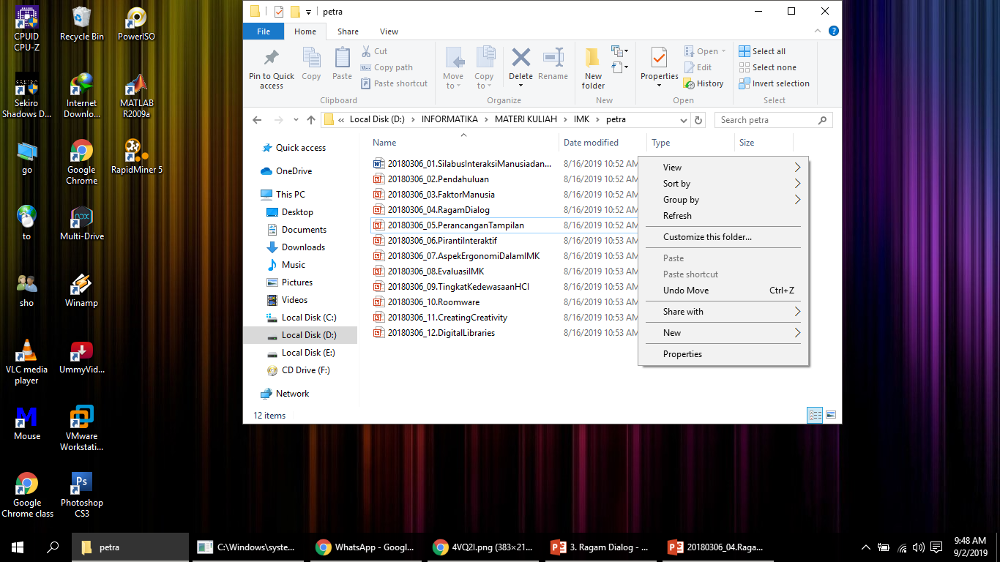 CPUID
CPU-Z
Recycle Bin
PowerISO
Sekiro
Shadows D...
Internet
Downlo...
MATLAB
R2009a
go
Google
Chrome
RapidMiner 5
to
Multi-Drive
sho
Winamp
VLC media
player
UmmyVid...
Mouse
VMware
Workstati...
Google
Chrome class
Photoshop
CS3
petra
File
Home
Share
View
Pin to Quick
access
Copy
Paste
Cut
Copy path
Paste shortcut
Clipboard
Move
to
Copy
to
Delete
Rename
Organize
New
folder
New
Properties
Open
Edit
History
Open
Select all
Select none
Invert selection
Select
« Local Disk (D:) > INFORMATIKA > MATERI KULIAH > IMK > petra
Search petra
Quick access
OneDrive
This PC
Desktop
Documents
Downloads
Music
Pictures
Videos
Local Disk (C:)
Local Disk (D:)
Local Disk (E:)
CD Drive (F:)
Network
Name Date modified Type Size
20180306_01.SilabusInteraksiManusiadan... 8/16/2019 10:52 AM
20180306_02.Pendahuluan 8/16/2019 10:52 AM
20180306_03.FaktorManusia 8/16/2019 10:52 AM
20180306_04.RagamDialog 8/16/2019 10:52 AM
20180306_05.PerancanganTampilan 8/16/2019 10:52 AM
20180306_06.PirantiInteraktif 8/16/2019 10:53 AM
20180306_07.AspekErgonomiDalamIMK 8/16/2019 10:53 AM
20180306_08.EvaluasiIMK 8/16/2019 10:53 AM
20180306_09.TingkatKedewasaanHCI 8/16/2019 10:53 AM
20180306_10.Roomware 8/16/2019 10:53 AM
20180306_11.CreatingCreativity 8/16/2019 10:53 AM
20180306_12.DigitalLibraries 8/16/2019 10:53 AM
View
Sort by
Group by
Refresh
Customize this folder...
Paste
Paste shortcut
Undo Move Ctrl+Z
Share with
New
Properties
12 items
petra
C:\Windows\syste...
WhatsApp - Googl...
4VQ2I.png (383×21...
3. Ragam Dialog - ...
20180306_04.Raga...
9:48 AM
9/2/2019